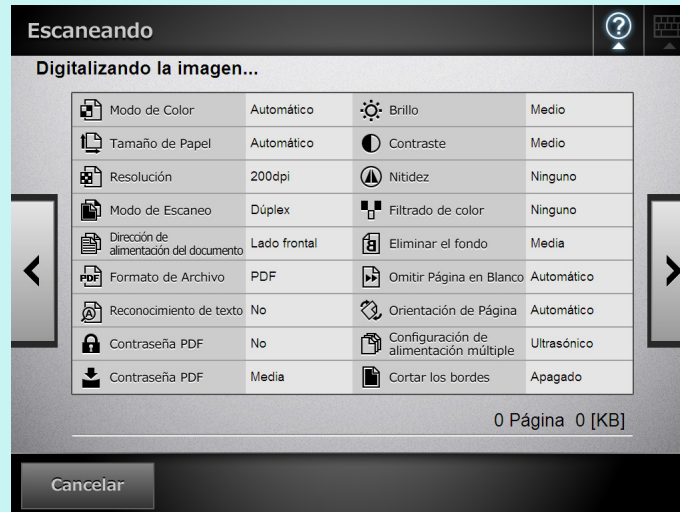 Escaneando
Digitalizando la imagen...
Modo de Color Automático Brillo Medio
Tamaño de Papel Automático Contraste Medio
Resolución 200dpi Nitidez Ninguno
Modo de Escaneo Dúplex Filtrado de color Ninguno
Dirección de
alimentación del documento Lado frontal Eliminar el fondo Media
PDF Formato de Archivo PDF Omitir Página en Blanco Automático
Reconocimiento de texto No Orientación de Página Automático
Contraseña PDF No Configuración de
alimentación múltiple Ultrasónico
Contraseña PDF Media Cortar los bordes Apagado
0 Página 0 [KB]
Cancelar